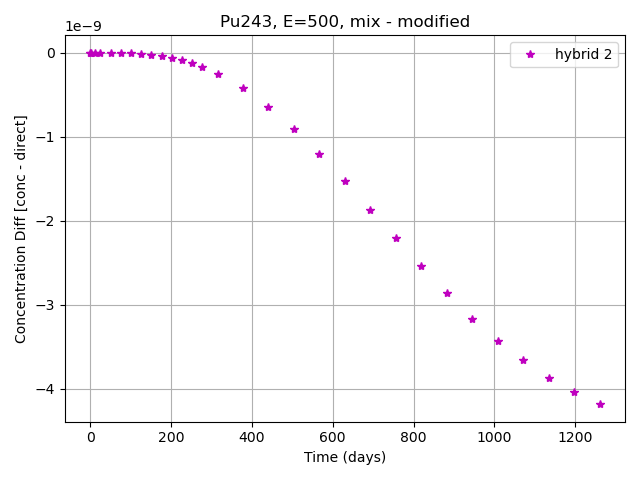 Pu243, E=500, mix - modified
1e−9
hybrid 2
0
−1
−2
−3
−4
Concentration Diff [conc - direct]
0 200 400 600 800 1000 1200
Time (days)